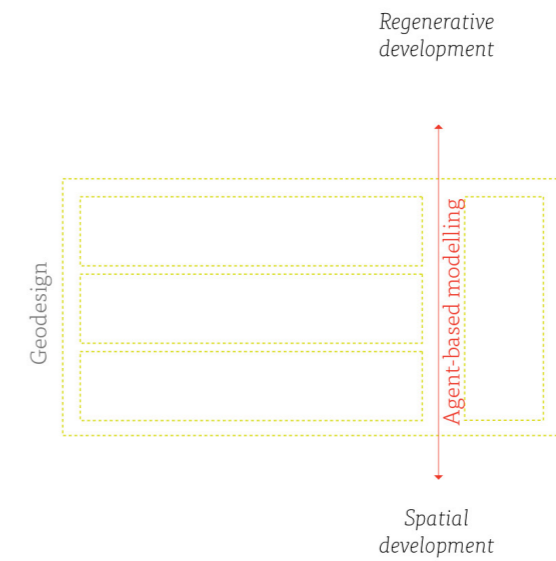 Regenerative
development
Geodesign
Agent-based modelling
Spatial
development